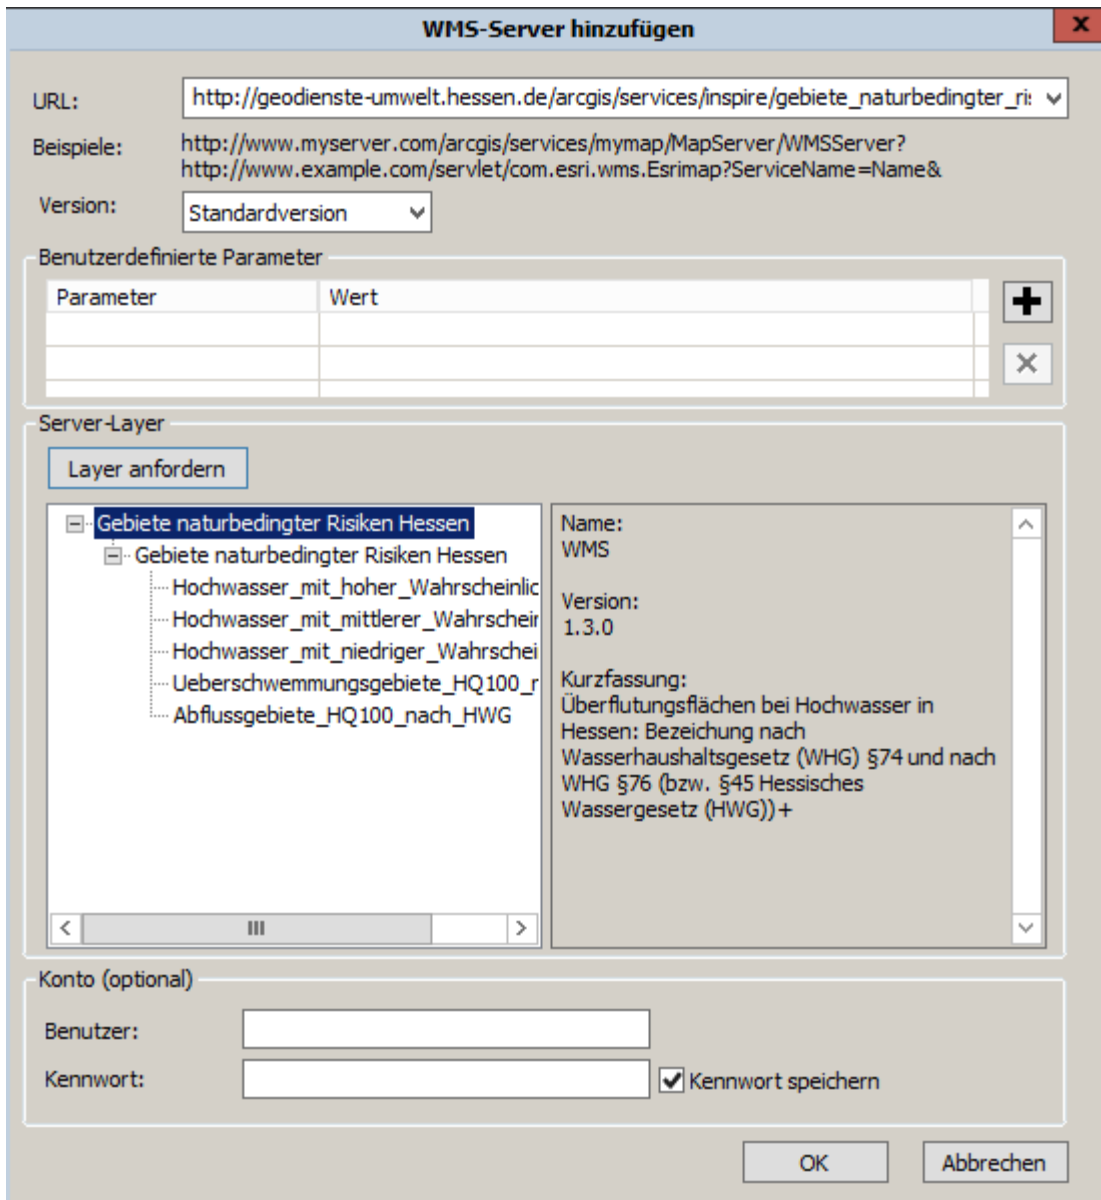 WMS-Server hinzufügen
x
URL:
http://geodienste-umwelt.hessen.de/arcgis/services/inspire/gebiete_naturbedingter_ri
Beispiele:
http://www.myserver.com/arcgis/services/mymap/MapServer/WMSServer?
http://www.example.com/servlet/com.esri.wms.Esrimap?ServiceName=Name&
Version:
Standardversion
Benutzerdefinierte Parameter
Parameter Wert
Server-Layer
Layer anfordern
Gebiete naturbedingter Risiken Hessen
Gebiete naturbedingter Risiken Hessen
Hochwasser_mit_hoher_Wahrscheinlic
Hochwasser_mit_mittlerer_Wahrschein
Hochwasser_mit_niedriger_Wahrschei
Ueberschwemmungsgebiete_HQ100_r
Abflussgebiete_HQ100_nach_HWG
Name:
WMS
Version:
1.3.0
Kurzfassung:
Überflutungsflächen bei Hochwasser in
Hessen: Bezeichung nach
Wasserhaushaltsgesetz (WHG) §74 und nach
WHG §76 (bzw. §45 Hessisches
Wassergesetz (HWG))+
Konto (optional)
Benutzer:
Kennwort:
Kennwort speichern
OK
Abbrechen